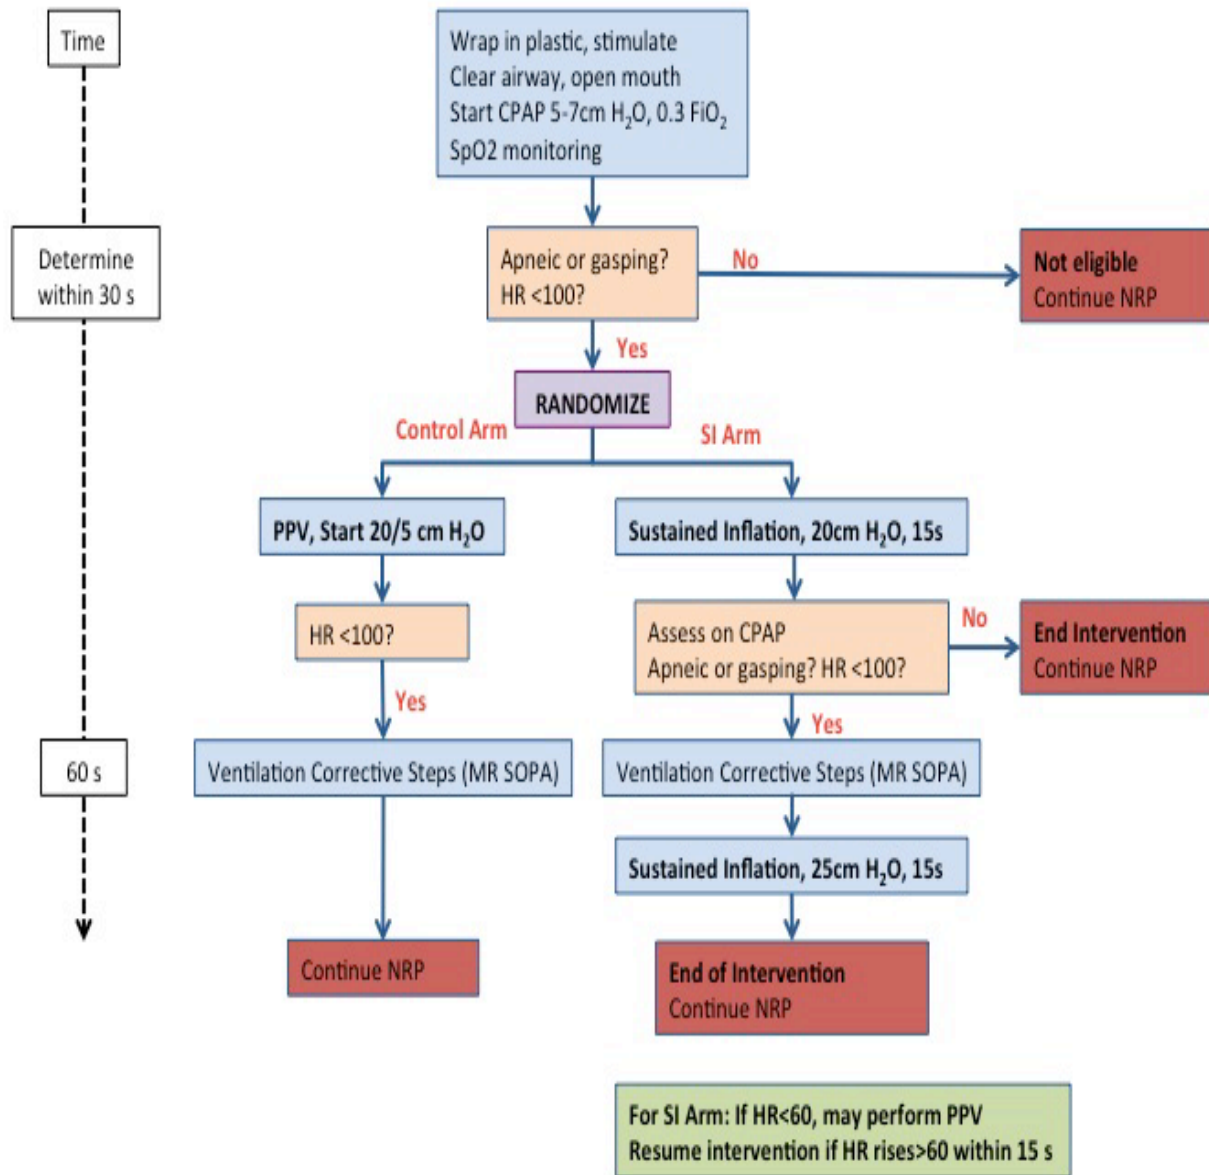 Time
Wrap in plastic, stimulate
Clear airway, open mouth
Start CPAP 5-7cm H₂O, 0.3 FiO₂
SpO2 monitoring
Determine
within 30 s
Apneic or gasping?
HR <100?
No
Not eligible
Continue NRP
Yes
RANDOMIZE
Control Arm
SI Arm
PPV, Start 20/5 cm H₂O
Sustained Inflation, 20cm H₂O, 15s
HR <100?
Assess on CPAP
Apneic or gasping? HR <100?
No
End Intervention
Continue NRP
Yes
Yes
60 s
Ventilation Corrective Steps (MR SOPA)
Ventilation Corrective Steps (MR SOPA)
Sustained Inflation, 25cm H₂O, 15s
Continue NRP
End of Intervention
Continue NRP
For SI Arm: If HR<60, may perform PPV
Resume intervention if HR rises>60 within 15 s